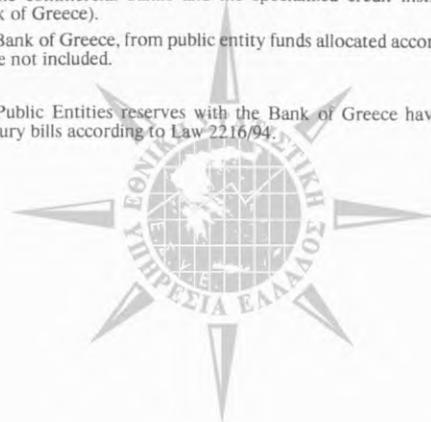 k of Greece).
Bank of Greece, from public entity funds allocated accor
e not included.
Public Entities reserves with the Bank of Greece hav
ury bills according to Law 2216/94.
ΕΘΝΙΚΗ ΣΤΑΤΙΣΤΙΚΗ
ΥΠΗΡΕΣΙΑ ΕΛΛΑΔΟΣ
Ε Σ Υ Ε